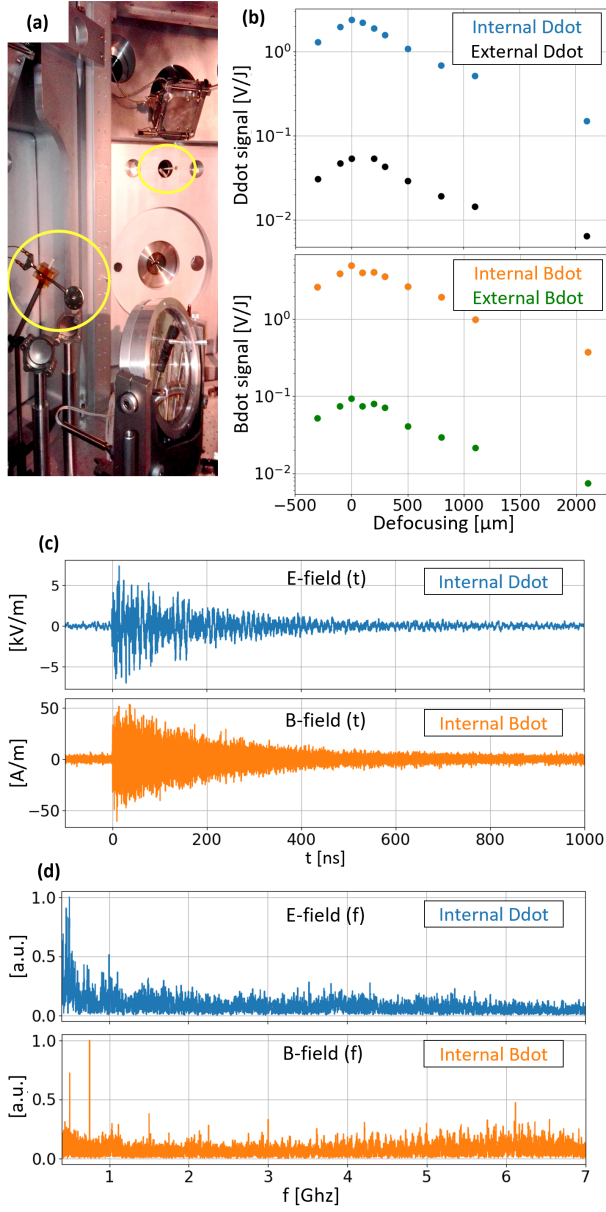 (a)
(b)
Ddot signal [V/J]
10⁰
10⁻¹
10⁻²
Internal Ddot
External Ddot
Bdot signal [V/J]
10⁰
10⁻¹
10⁻²
Internal Bdot
External Bdot
−500 0 500 1000 1500 2000
Defocusing [µm]
(c)
E-field (t)
Internal Ddot
[kV/m]
5
0
−5
B-field (t)
Internal Bdot
[A/m]
50
0
−50
0 200 400 600 800 1000
t [ns]
(d)
E-field (f)
Internal Ddot
[a.u.]
1.0
0.5
0.0
B-field (f)
Internal Bdot
[a.u.]
1.0
0.5
0.0
1 2 3 4 5 6 7
f [Ghz]